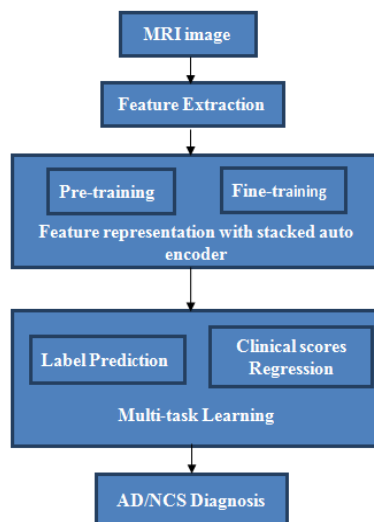 MRI image
Feature Extraction
Pre-training
Fine-training
Feature representation with stacked auto
encoder
Label Prediction
Clinical scores
Regression
Multi-task Learning
AD/NCS Diagnosis